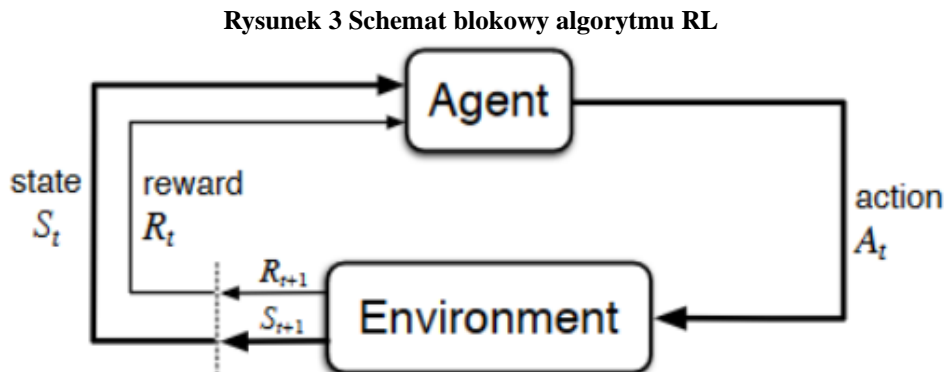 Rysunek 3 Schemat blokowy algorytmu RL
Agent
state
S_t
reward
R_t
action
A_t
R_{t+1}
S_{t+1}
Environment